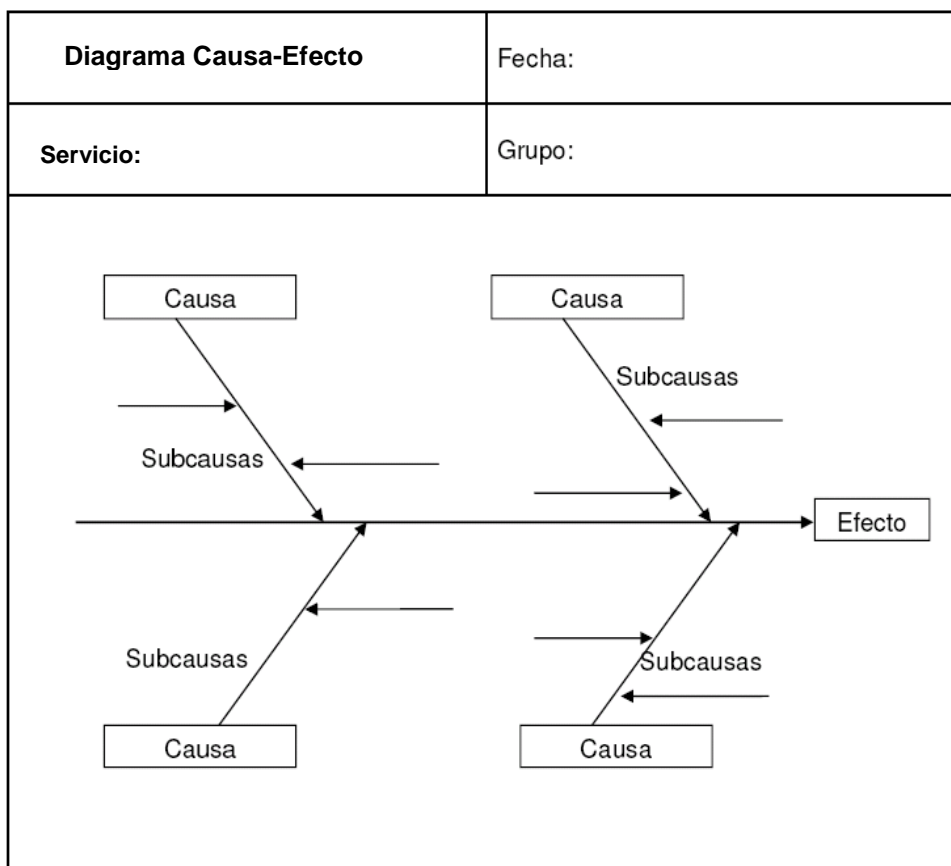 Diagrama Causa-Efecto
Fecha:
Servicio:
Grupo:
Causa
Causa
Subcausas
Subcausas
Efecto
Subcausas
Subcausas
Causa
Causa